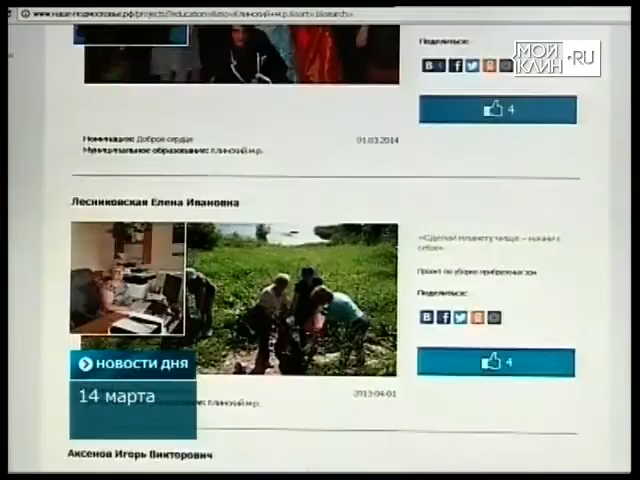 МОЙ
КЛИН.RU
Поделиться:
4
Номинация: Доброе сердце
01.03.2014
Муниципальное образование: Клинский м.р.
Лесниковская Елена Ивановна
«Сделай планету чище – начни с
себя»
Проект по уборке прибрежных зон
Поделиться:
4
НОВОСТИ ДНЯ
14 марта
2013-04-01
Клинский м.р.
Аксенов Игорь Викторович